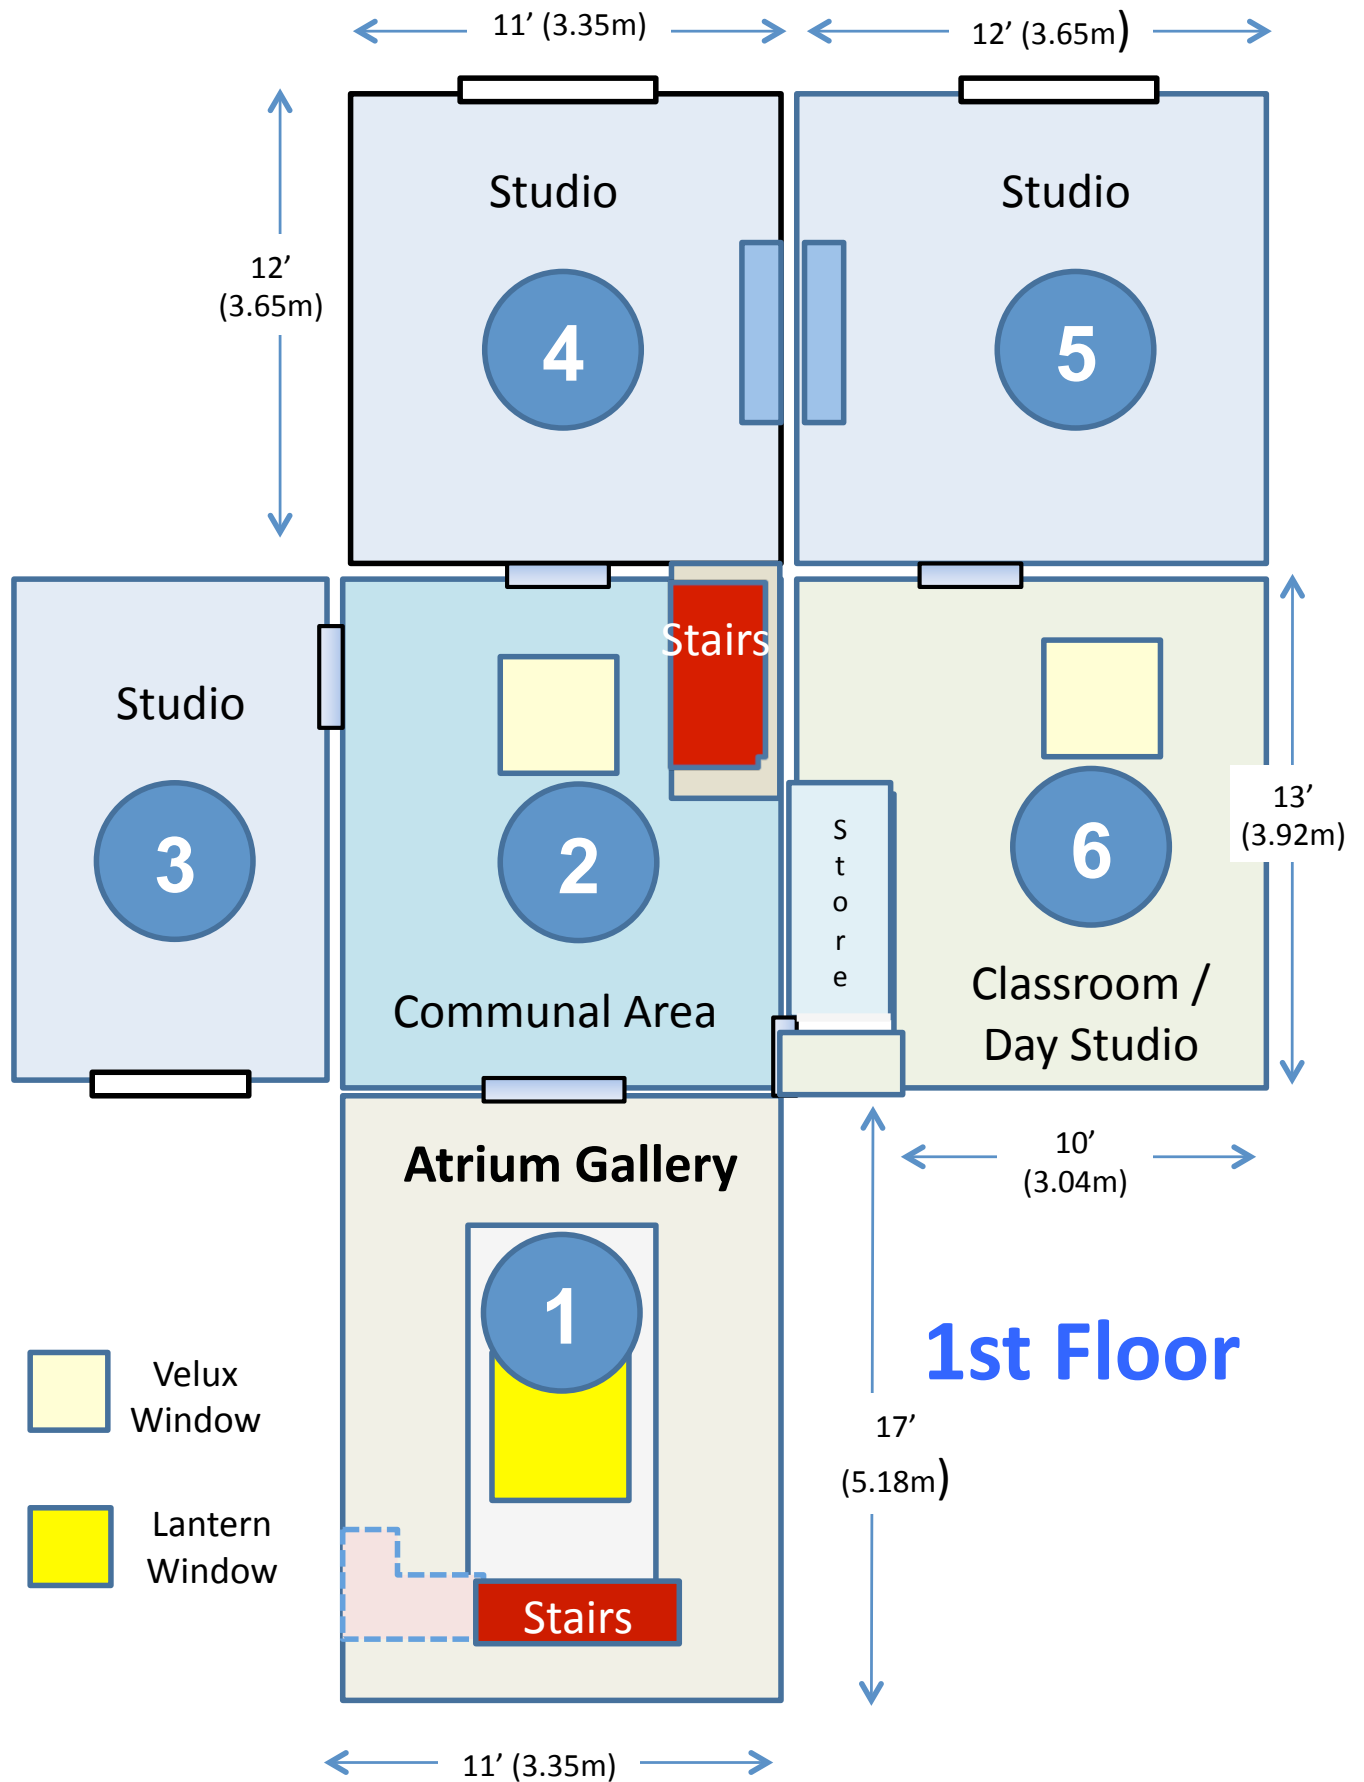 11’ (3.35m)
12’ (3.65m)
Studio
Studio
12’
(3.65m)
4
5
Stairs
Studio
3
2
Communal Area
S
t
o
r
e
6
Classroom /
Day Studio
13’
(3.92m)
10’
(3.04m)
Atrium Gallery
1
1st Floor
Velux
Window
17’
(5.18m)
Lantern
Window
Stairs
11’ (3.35m)